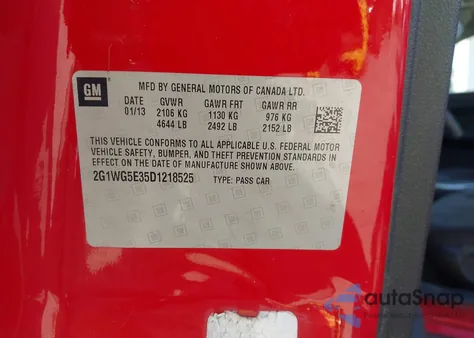 GM
MFD BY GENERAL MOTORS OF CANADA LTD.
DATE GVWR GAWR FRT GAWR RR
01/13 2106 KG 1130 KG 976 KG
4644 LB 2492 LB 2152 LB
THIS VEHICLE CONFORMS TO ALL APPLICABLE U.S. FEDERAL MOTOR
VEHICLE SAFETY, BUMPER, AND THEFT PREVENTION STANDARDS IN
EFFECT ON THE DATE OF MANUFACTURE SHOWN ABOVE.
2G1WG5E35D1218525 TYPE: PASS CAR
autaSnap